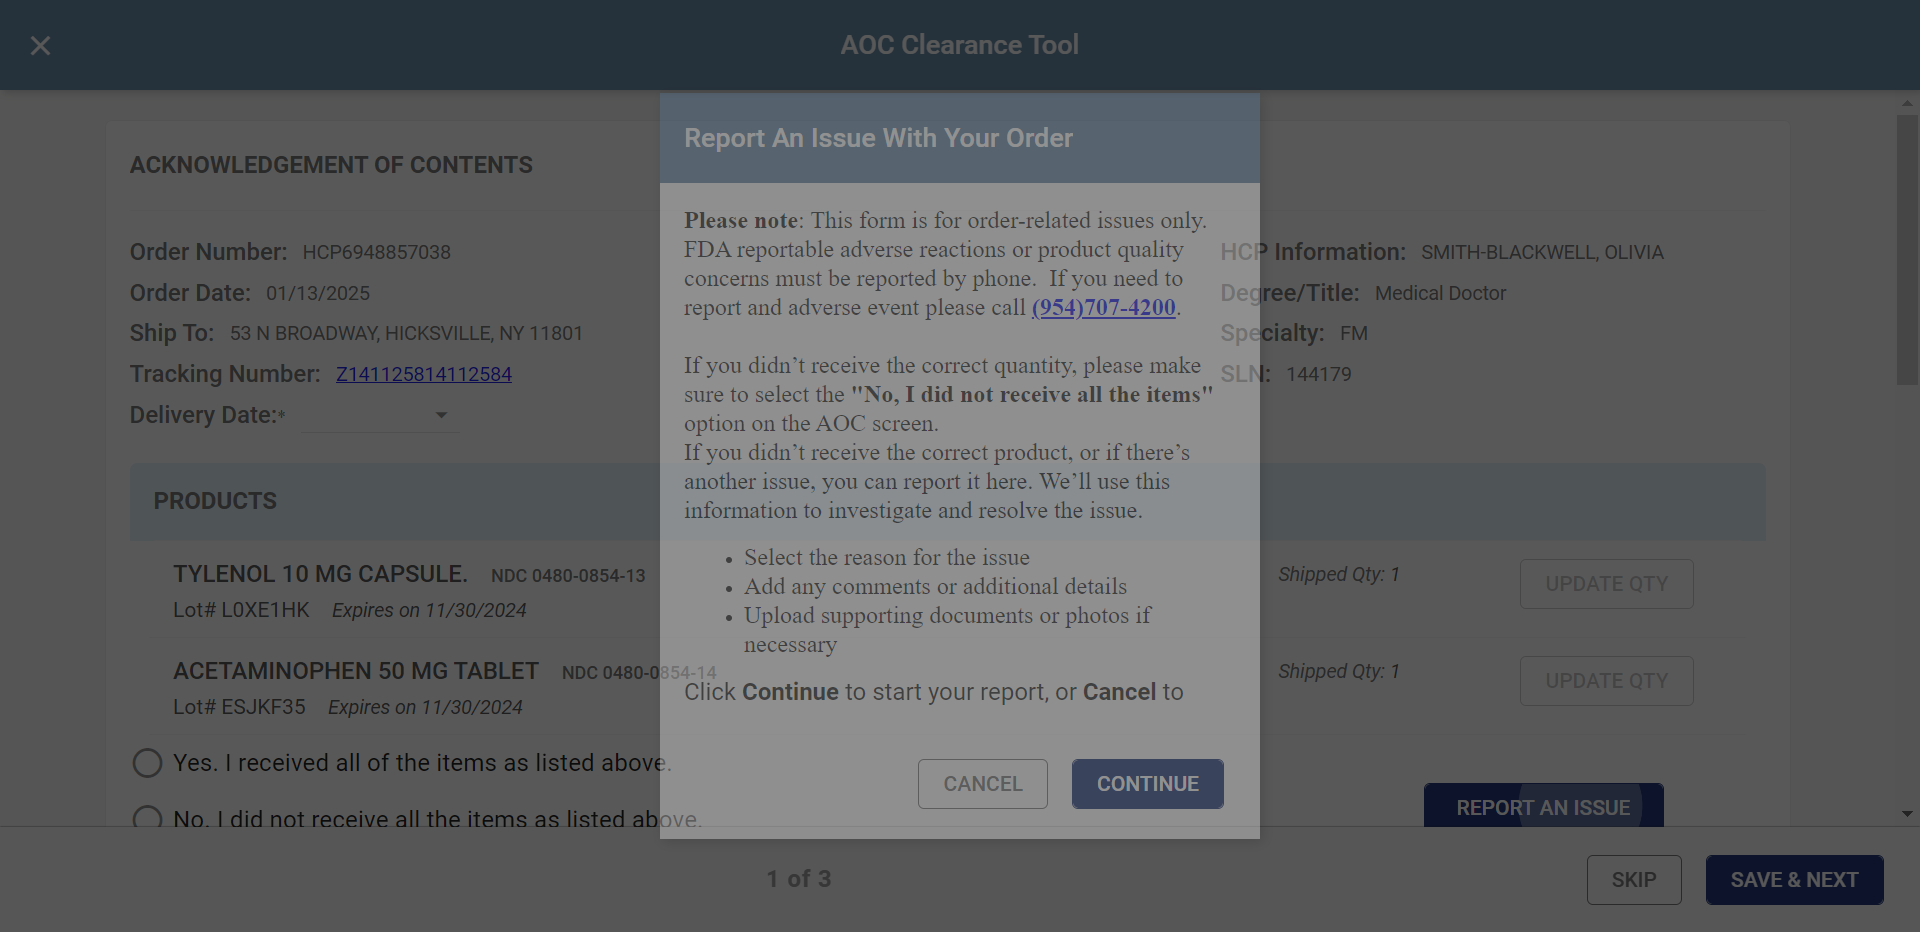 AOC Clearance Tool
Report An Issue With Your Order
ACKNOWLEDGEMENT OF CONTENTS
Please note: This form is for order-related issues only.
FDA reportable adverse reactions or product quality
concerns must be reported by phone.  If you need to
report and adverse event please call (954)707-4200.
If you didn’t receive the correct quantity, please make
sure to select the "No, I did not receive all the items"
option on the AOC screen.
If you didn’t receive the correct product, or if there’s
another issue, you can report it here. We’ll use this
information to investigate and resolve the issue.
• Select the reason for the issue
• Add any comments or additional details
• Upload supporting documents or photos if
necessary
Click Continue to start your report, or Cancel to
CANCEL
CONTINUE
Order Number: HCP6948857038
Order Date: 01/13/2025
Ship To: 53 N BROADWAY, HICKSVILLE, NY 11801
Tracking Number: Z141125814112584
Delivery Date:*
HCP Information: SMITH-BLACKWELL, OLIVIA
Degree/Title: Medical Doctor
Specialty: FM
SLN: 144179
PRODUCTS
TYLENOL 10 MG CAPSULE. NDC 0480-0854-13
Lot# L0XE1HK Expires on 11/30/2024
Shipped Qty: 1
UPDATE QTY
ACETAMINOPHEN 50 MG TABLET NDC 0480-0854-14
Lot# ESJKF35 Expires on 11/30/2024
Shipped Qty: 1
UPDATE QTY
Yes. I received all of the items as listed above.
No. I did not receive all the items as listed above.
REPORT AN ISSUE
1 of 3
SKIP
SAVE & NEXT